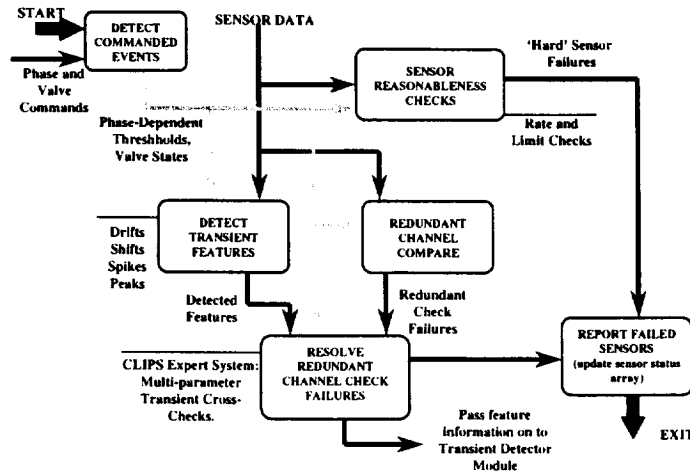 START
DETECT
COMMANDED
EVENTS
Phase and
Valve
Commands
SENSOR DATA
SENSOR
REASONABLENESS
CHECKS
‘Hard’ Sensor
Failures
Rate and
Limit Checks
Phase-Dependent
Threshholds,
Valve States
DETECT
TRANSIENT
FEATURES
REDUNDANT
CHANNEL
COMPARE
Drifts
Shifts
Spikes
Peaks
Detected
Features
Redundant
Check
Failures
CLIPS Expert System:
Multi-parameter
Transient Cross-
Checks.
RESOLVE
REDUNDANT
CHANNEL CHECK
FAILURES
REPORT FAILED
SENSORS
(update sensor status
array)
EXIT
Pass feature
information on to
Transient Detector
Module